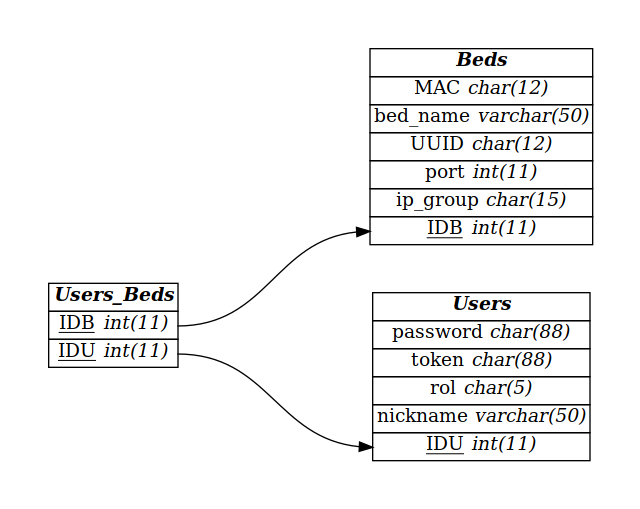 Beds
MAC char(12)
bed_name varchar(50)
UUID char(12)
port int(11)
ip_group char(15)
IDB int(11)
Users_Beds
IDB int(11)
IDU int(11)
Users
password char(88)
token char(88)
rol char(5)
nickname varchar(50)
IDU int(11)